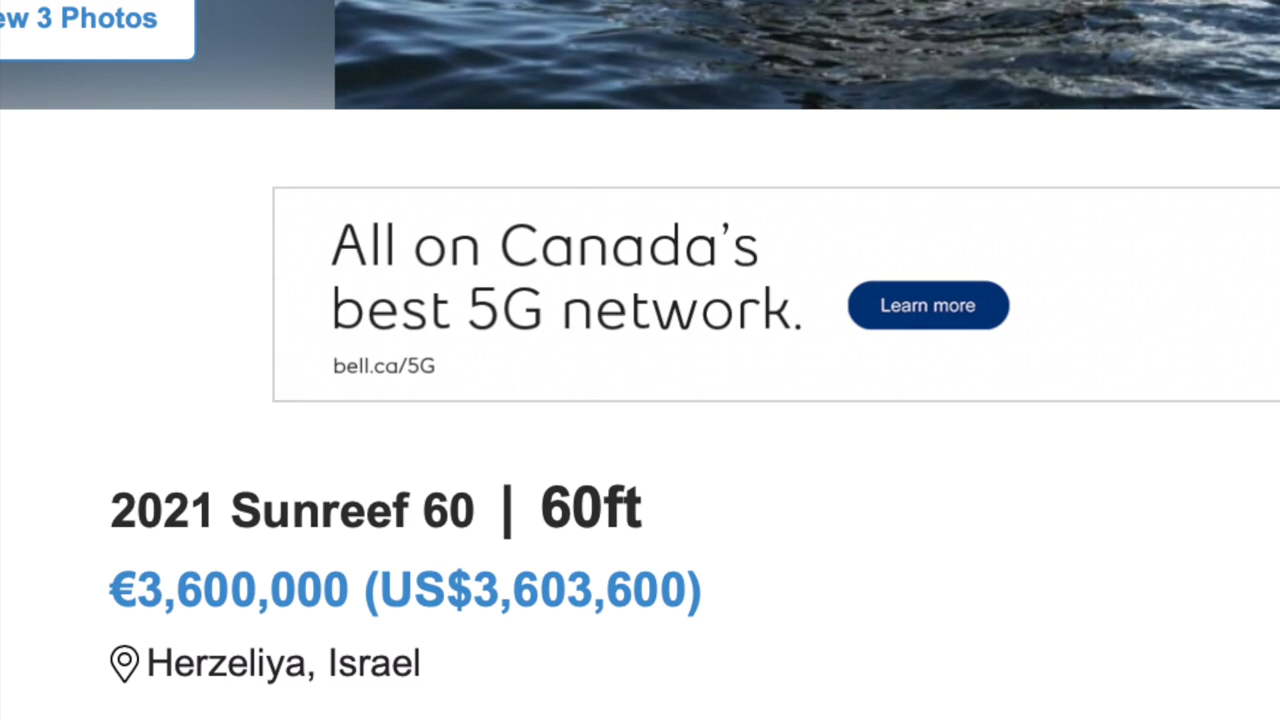 ew 3 Photos
All on Canada's
best 5G network.
Learn more
bell.ca/5G
2021 Sunreef 60 | 60ft
€3,600,000 (US$3,603,600)
Herzeliya, Israel